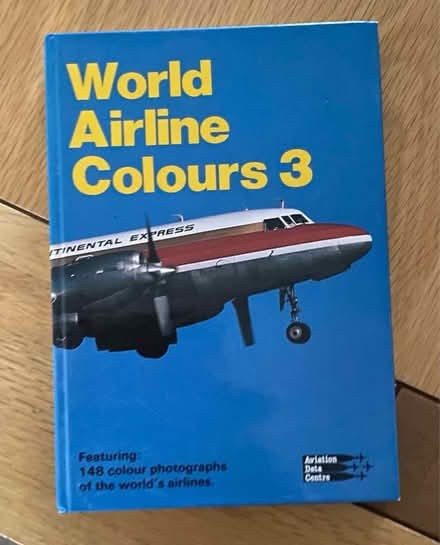 World
Airline
Colours 3
TINENTAL EXPRESS
Featuring:
148 colour photographs
of the world's airlines.
Aviation
Data
Centre